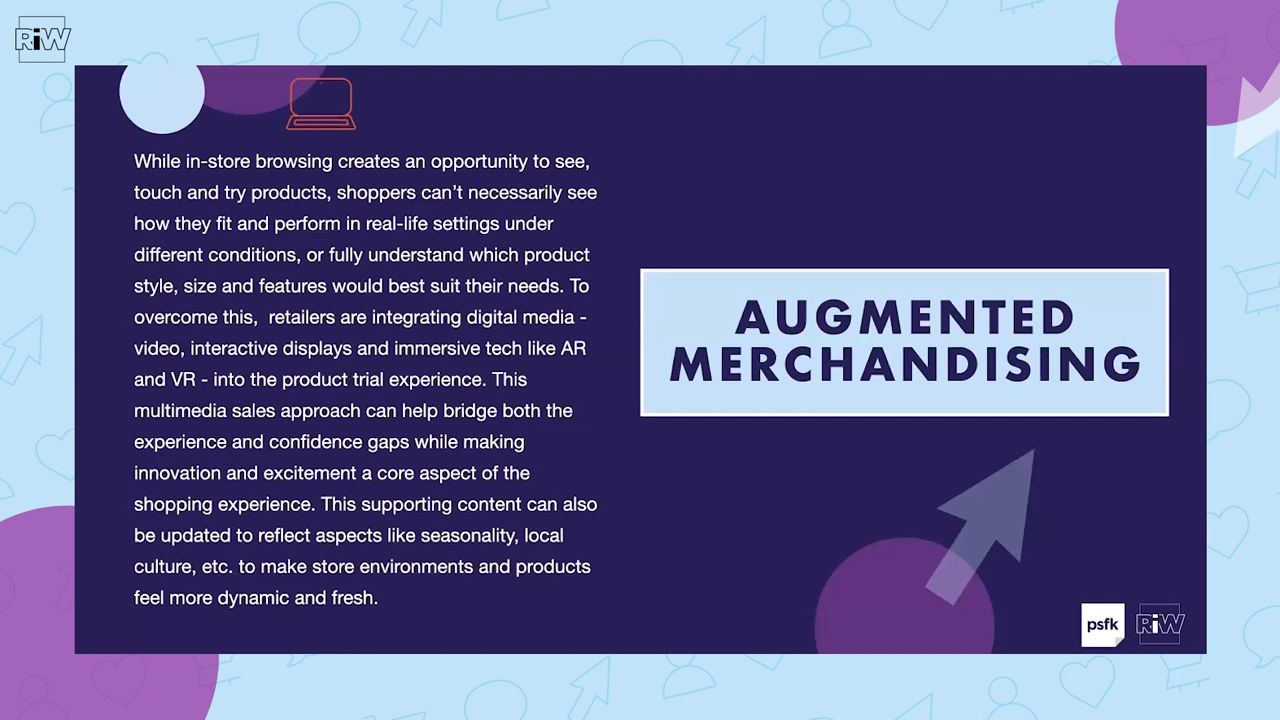 RiW
While in-store browsing creates an opportunity to see,
touch and try products, shoppers can’t necessarily see
how they fit and perform in real-life settings under
different conditions, or fully understand which product
style, size and features would best suit their needs. To
overcome this,  retailers are integrating digital media -
video, interactive displays and immersive tech like AR
and VR - into the product trial experience. This
multimedia sales approach can help bridge both the
experience and confidence gaps while making
innovation and excitement a core aspect of the
shopping experience. This supporting content can also
be updated to reflect aspects like seasonality, local
culture, etc. to make store environments and products
feel more dynamic and fresh.
AUGMENTED
MERCHANDISING
psfk
RiW